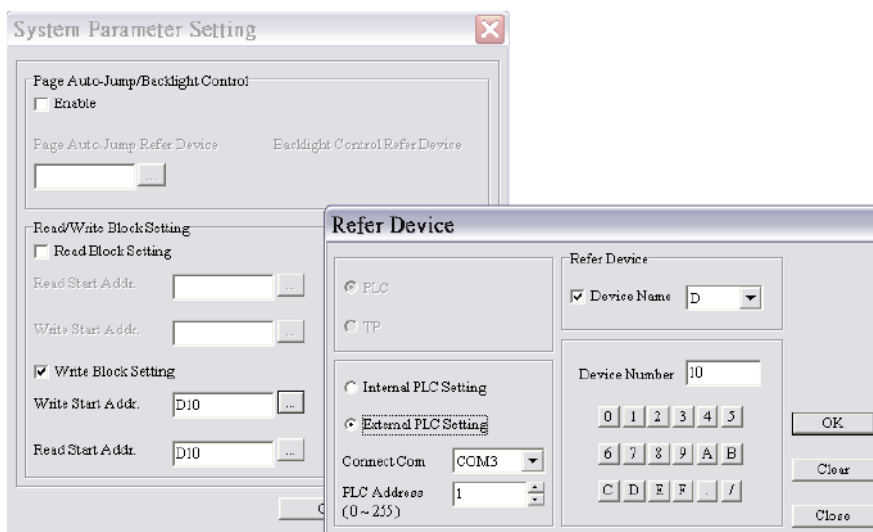 System Parameter Setting
Page Auto-Jump/Backlight Control
Enable
Page Auto-Jump Refer Device
Backlight Control Refer Device
...
Read/Write Block Setting
Read Block Setting
Read Start Addr.
...
Write Start Addr.
...
Write Block Setting
Write Start Addr.
D10
...
Read Start Addr.
D10
...
Refer Device
PLC
TP
Internal PLC Setting
External PLC Setting
Connect Com
COM3
PLC Address
1
(0~255)
Refer Device
Device Name
D
Device Number
10
0 1 2 3 4 5
6 7 8 9 A B
C D E F . /
OK
Clear
Close